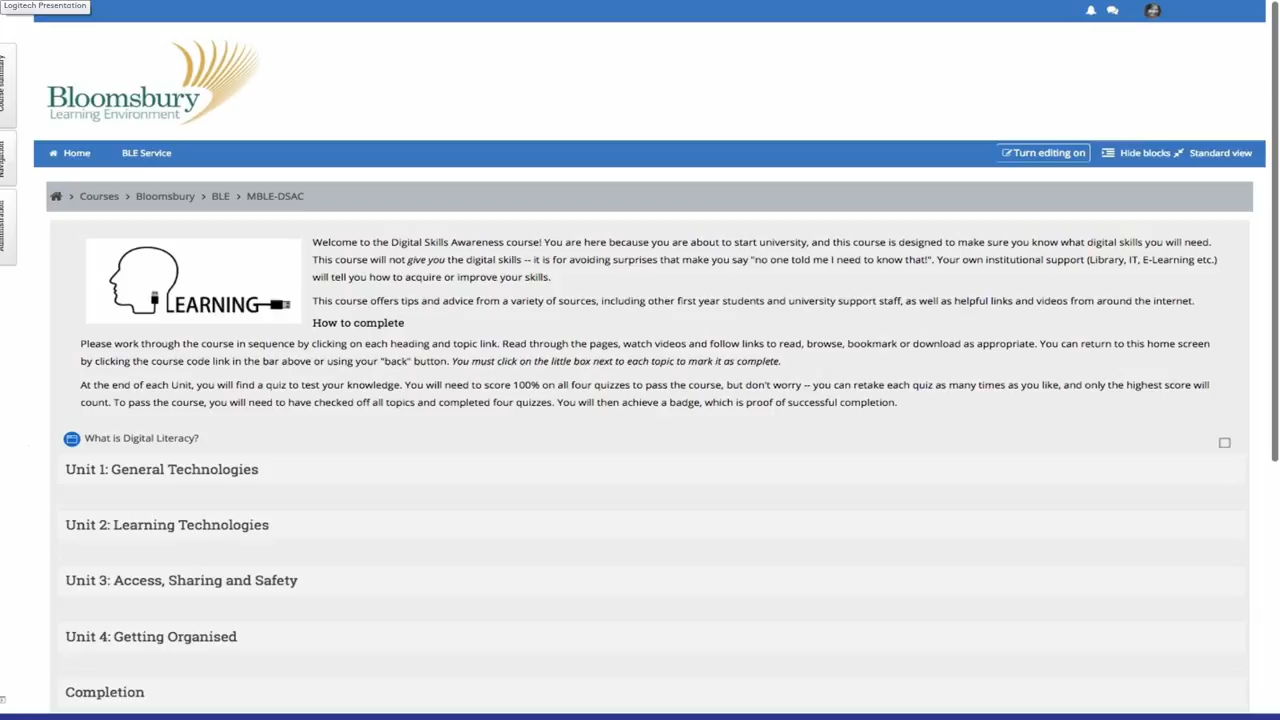 Logitech Presentation
Course summary
Navigation
Administration
Bloomsbury
Learning Environment
Home
BLE Service
Turn editing on
Hide blocks
Standard view
> Courses > Bloomsbury > BLE > MBLE-DSAC
LEARNING
Welcome to the Digital Skills Awareness course! You are here because you are about to start university, and this course is designed to make sure you know what digital skills you will need.
This course will not give you the digital skills -- it is for avoiding surprises that make you say "no one told me I need to know that!". Your own institutional support (Library, IT, E-Learning etc.)
will tell you how to acquire or improve your skills.
This course offers tips and advice from a variety of sources, including other first year students and university support staff, as well as helpful links and videos from around the internet.
How to complete
Please work through the course in sequence by clicking on each heading and topic link. Read through the pages, watch videos and follow links to read, browse, bookmark or download as appropriate. You can return to this home screen
by clicking the course code link in the bar above or using your "back" button. You must click on the little box next to each topic to mark it as complete.
At the end of each Unit, you will find a quiz to test your knowledge. You will need to score 100% on all four quizzes to pass the course, but don't worry -- you can retake each quiz as many times as you like, and only the highest score will
count. To pass the course, you will need to have checked off all topics and completed four quizzes. You will then achieve a badge, which is proof of successful completion.
What is Digital Literacy?
Unit 1: General Technologies
Unit 2: Learning Technologies
Unit 3: Access, Sharing and Safety
Unit 4: Getting Organised
Completion